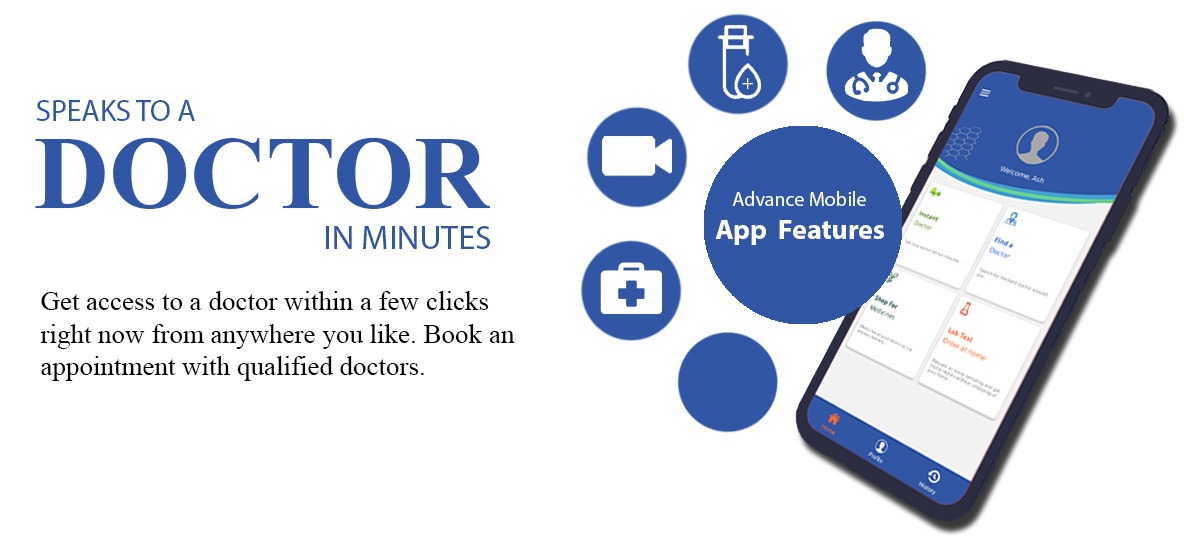 SPEAKS TO A
DOCTOR
IN MINUTES
Get access to a doctor within a few clicks
right now from anywhere you like. Book an
appointment with qualified doctors.
Advance Mobile
App Features
Welcome, Ash
Instant
Doctor
Find a
Doctor
Shop For
Medicines
Lab Test
Order at home
Home
Profile
History